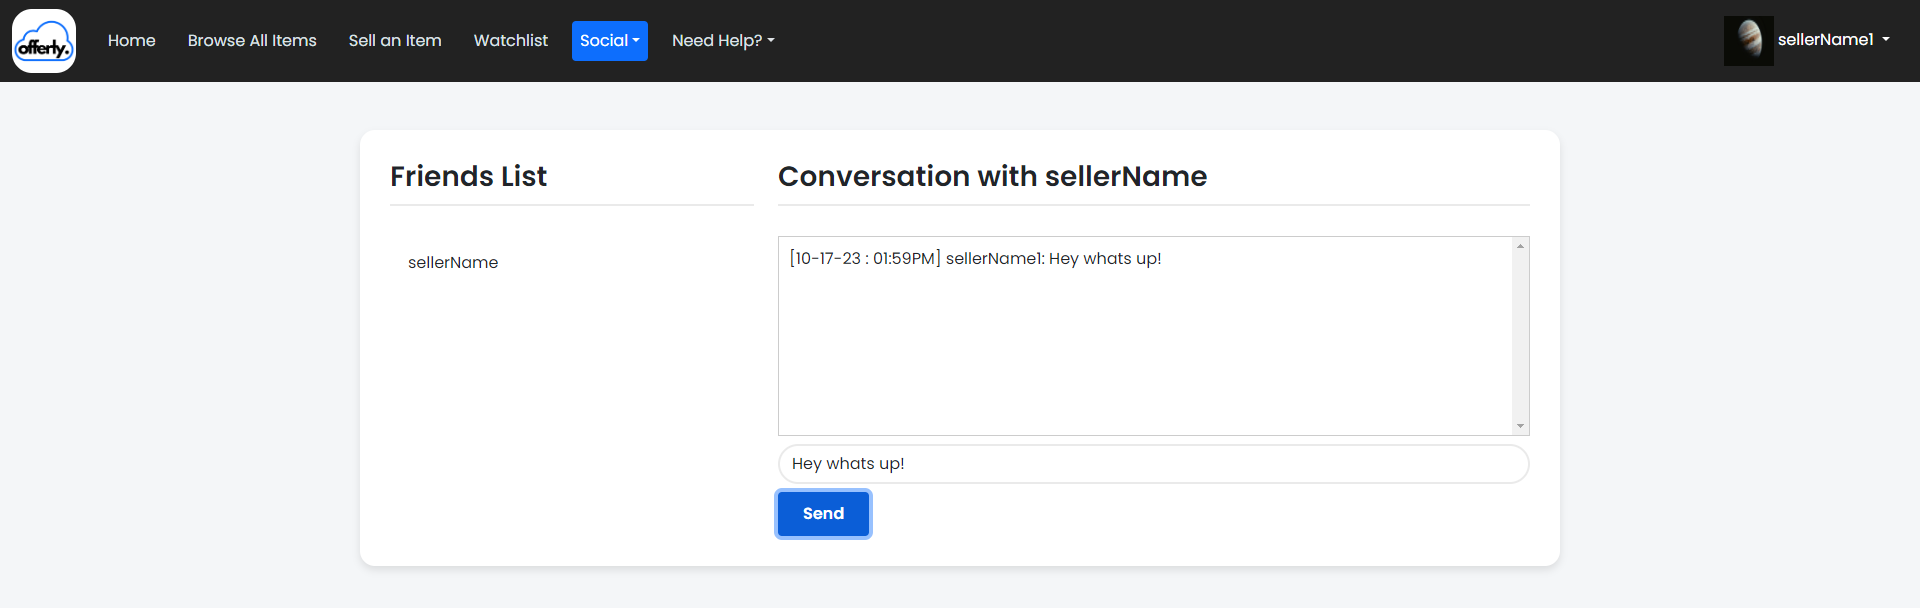 offerly.
Home
Browse All Items
Sell an Item
Watchlist
Social
Need Help?
sellerName1
Friends List
sellerName
Conversation with sellerName
[10-17-23 : 01:59PM] sellerName1: Hey whats up!
Hey whats up!
Send